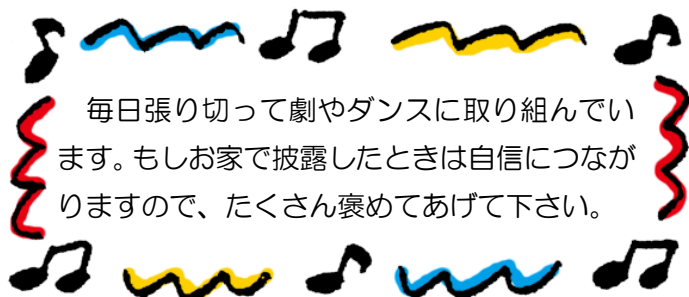 毎日張り切って劇やダンスに取り組んでい
ます。もしお家で披露したときは自信につなが
りますので、たくさん褒めてあげて下さい。